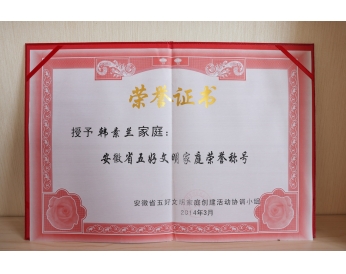 荣誉证书
授予韩素兰家庭：
安徽省五好文明家庭荣誉称号
安徽省五好文明家庭创建活动协调小组
2014年3月